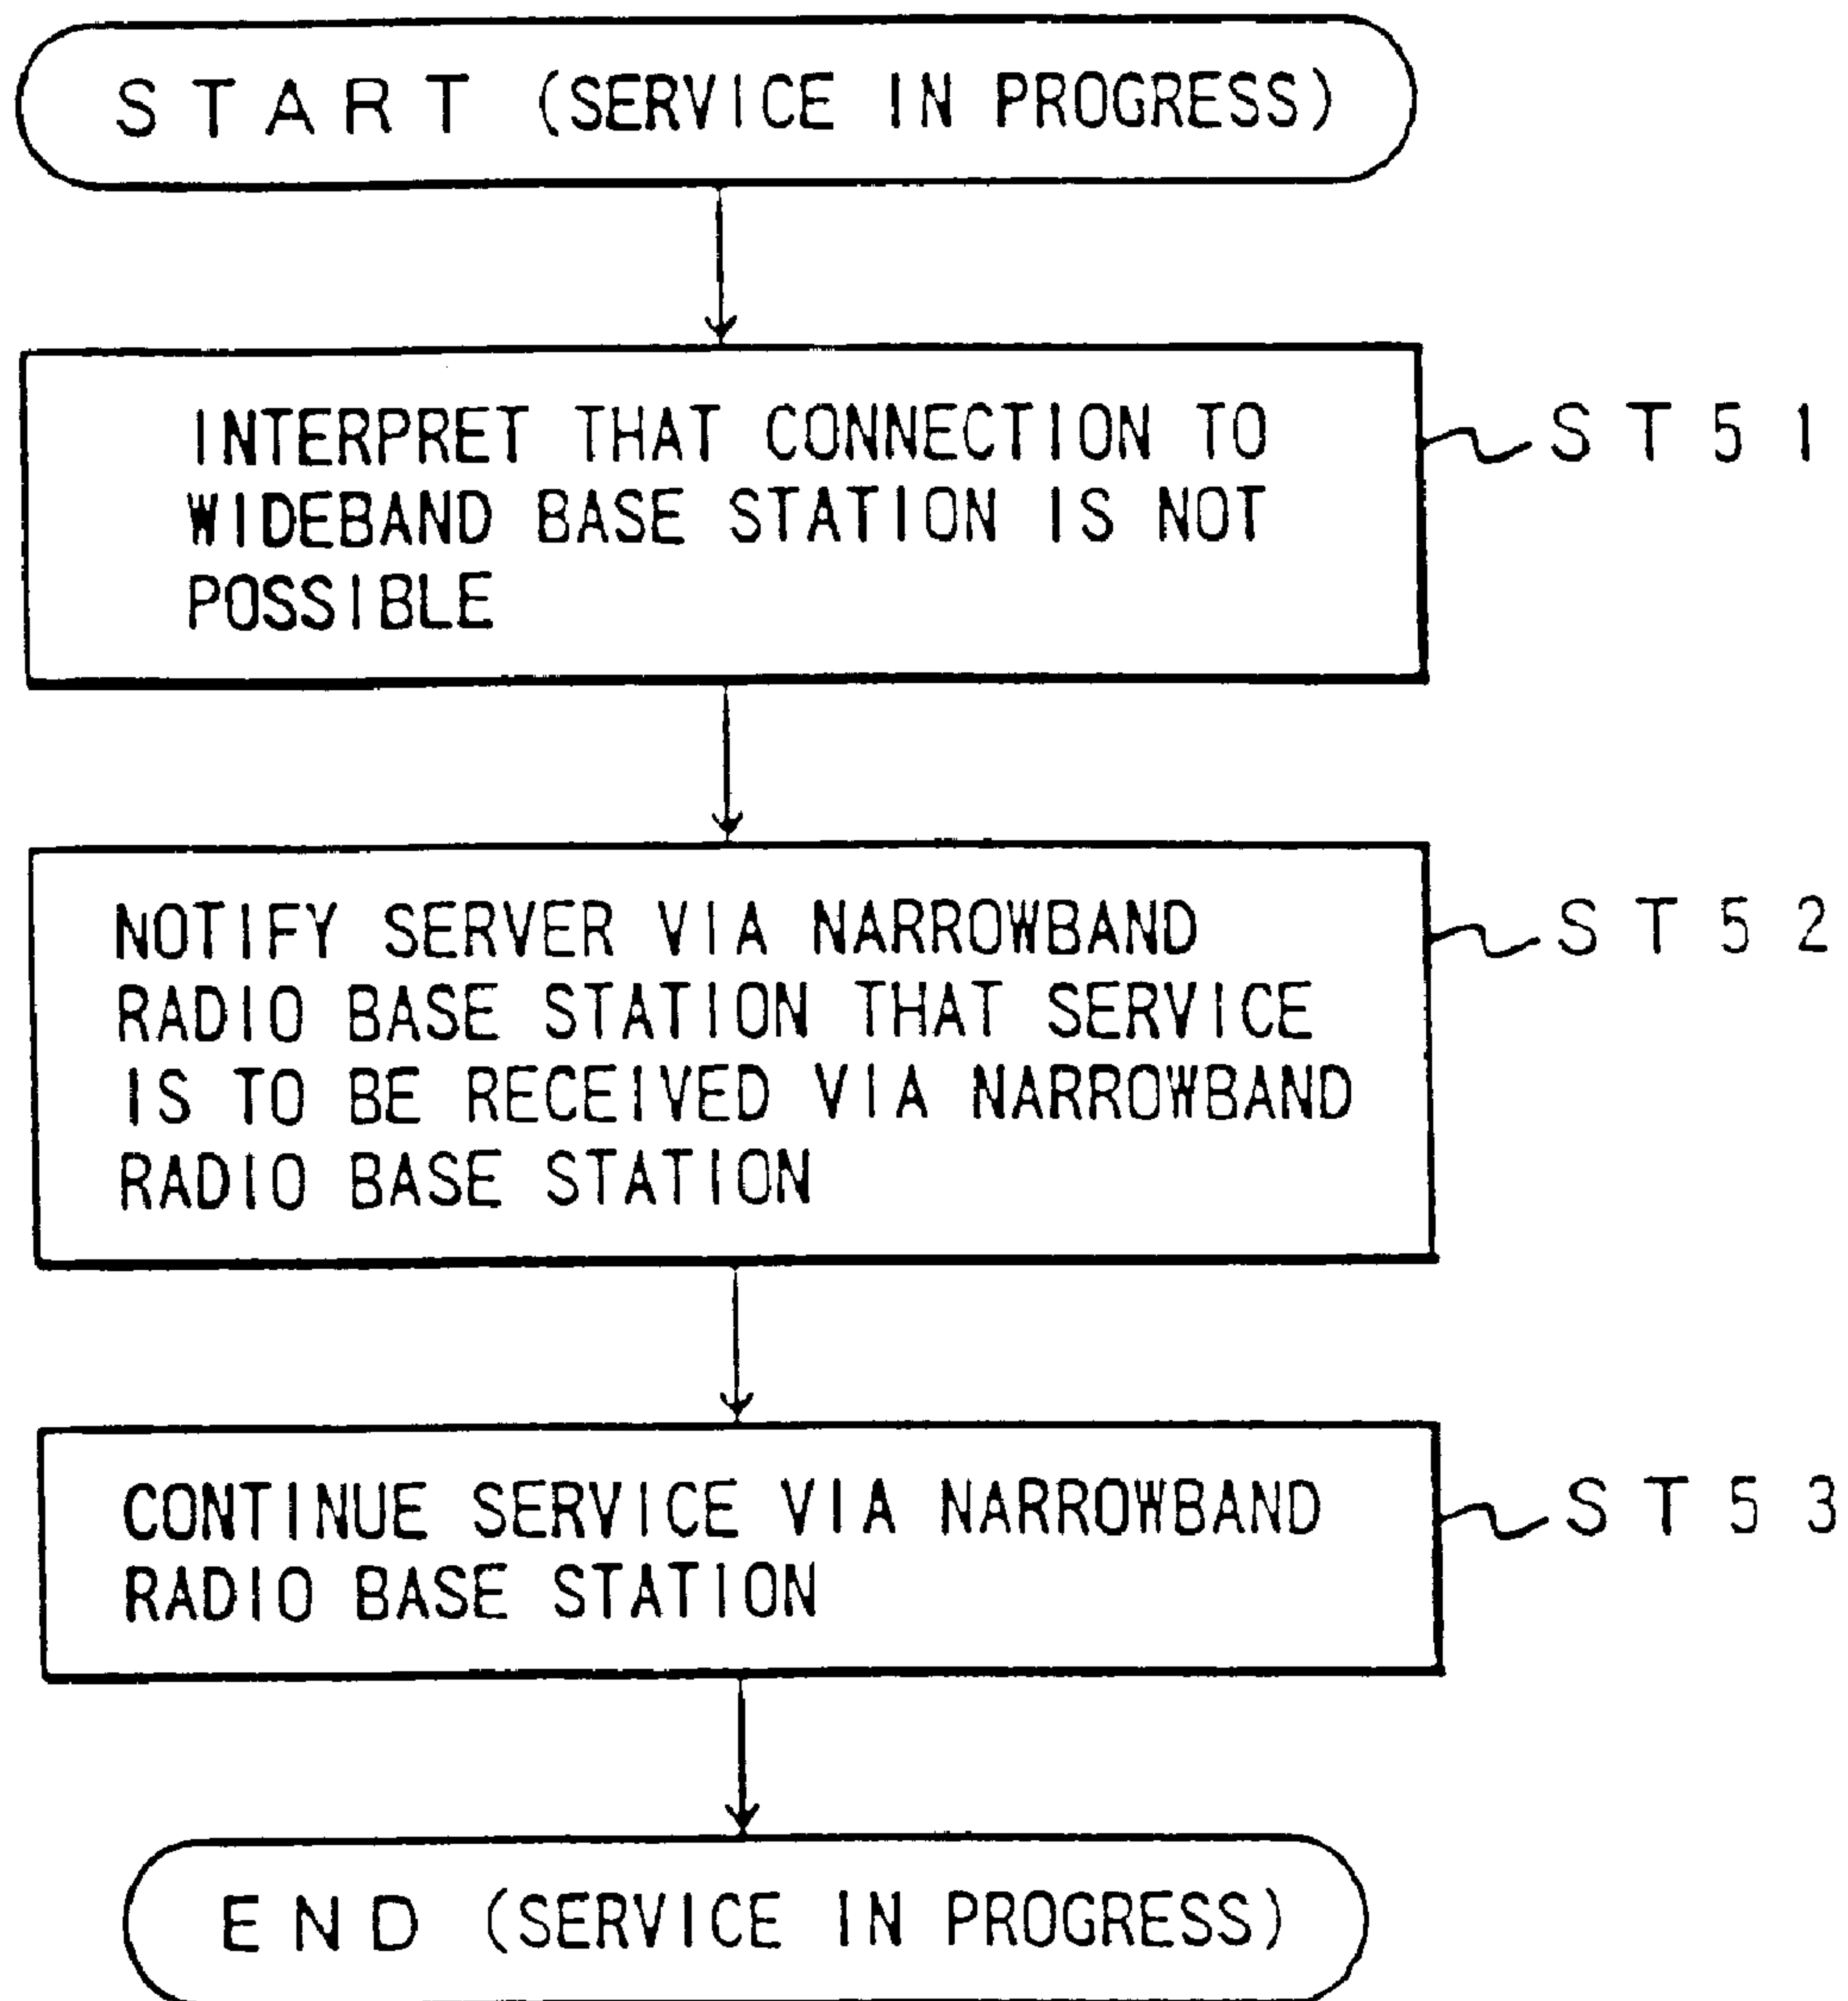 START (SERVICE IN PROGRESS)
INTERPRET THAT CONNECTION TO
WIDEBAND BASE STATION IS NOT
POSSIBLE
ST51
NOTIFY SERVER VIA NARROWBAND
RADIO BASE STATION THAT SERVICE
IS TO BE RECEIVED VIA NARROWBAND
RADIO BASE STATION
ST52
CONTINUE SERVICE VIA NARROWBAND
RADIO BASE STATION
ST53
END (SERVICE IN PROGRESS)